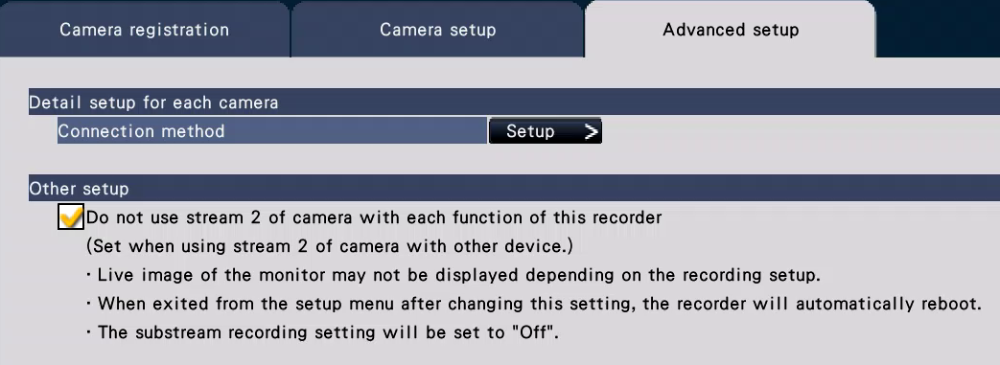 Camera registration
Camera setup
Advanced setup
Detail setup for each camera
Connection method
Setup >
Other setup
Do not use stream 2 of camera with each function of this recorder
(Set when using stream 2 of camera with other device.)
・Live image of the monitor may not be displayed depending on the recording setup.
・When exited from the setup menu after changing this setting, the recorder will automatically reboot.
・The substream recording setting will be set to "Off".